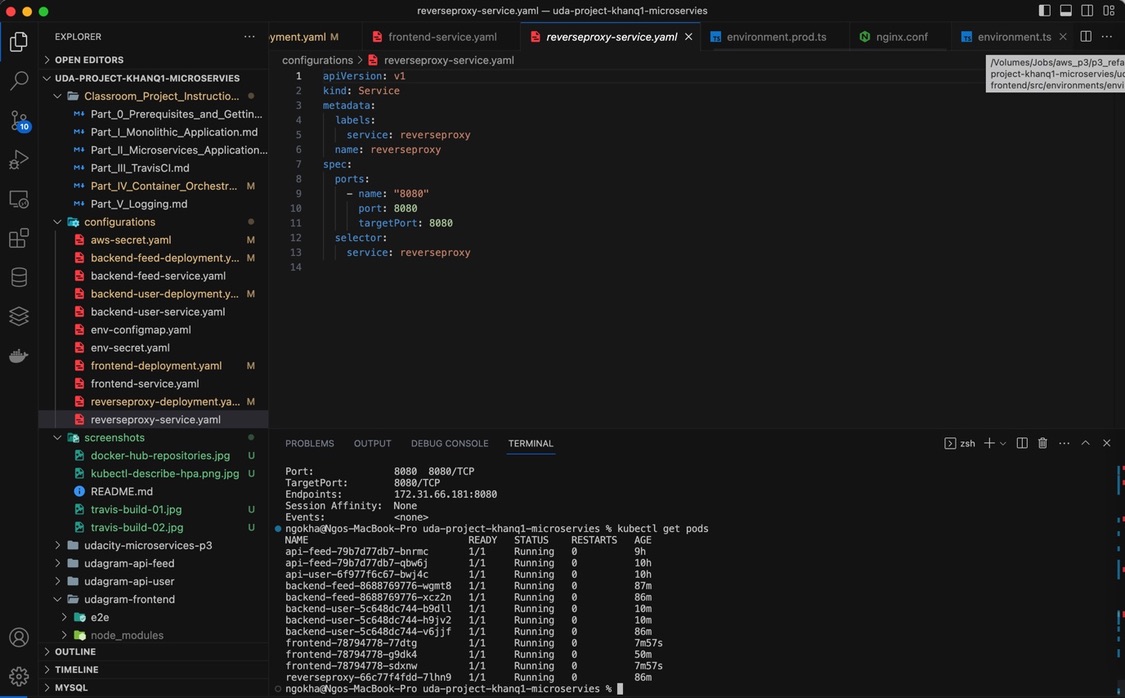 reverseproxy-service.yaml — uda-project-khanq1-microservies
EXPLORER
OPEN EDITORS
UDA-PROJECT-KHANQ1-MICROSERVIES
Classroom_Project_Instructio...
Part_0_Prerequisites_and_Gettin...
Part_I_Monolithic_Application.md
Part_II_Microservices_Application...
Part_III_TravisCI.md
Part_IV_Container_Orchestr... M
Part_V_Logging.md
configurations
aws-secret.yaml M
backend-feed-deployment.y... M
backend-feed-service.yaml
backend-user-deployment.y... M
backend-user-service.yaml
env-configmap.yaml
env-secret.yaml
frontend-deployment.yaml M
frontend-service.yaml
reverseproxy-deployment.ya... M
reverseproxy-service.yaml
screenshots
docker-hub-repositories.jpg U
kubectl-describe-hpa.png.jpg U
README.md
travis-build-01.jpg U
travis-build-02.jpg U
udacity-microservices-p3
udagram-api-feed
udagram-api-user
udagram-frontend
e2e
node_modules
OUTLINE
TIMELINE
MYSQL
10
yment.yaml M
frontend-service.yaml
reverseproxy-service.yaml
environment.prod.ts
nginx.conf
environment.ts
configurations > reverseproxy-service.yaml
/Volumes/Jobs/aws_p3/p3_refa
project-khanq1-microservies/uc
frontend/src/environments/envi
1 apiVersion: v1
2 kind: Service
3 metadata:
4 labels:
5 service: reverseproxy
6 name: reverseproxy
7 spec:
8 ports:
9 - name: "8080"
10 port: 8080
11 targetPort: 8080
12 selector:
13 service: reverseproxy
14
PROBLEMS OUTPUT DEBUG CONSOLE TERMINAL
zsh
Port: 8080 8080/TCP
TargetPort: 8080/TCP
Endpoints: 172.31.66.181:8080
Session Affinity: None
Events: <none>
ngokha@Ngos-MacBook-Pro uda-project-khanq1-microservies % kubectl get pods
NAME READY STATUS RESTARTS AGE
api-feed-79b7d77db7-bnrmc 1/1 Running 0 9h
api-feed-79b7d77db7-qbw6j 1/1 Running 0 10h
api-user-6f977f6c67-bwj4c 1/1 Running 0 10h
backend-feed-8688769776-wgmt8 1/1 Running 0 87m
backend-feed-8688769776-xcz2n 1/1 Running 0 86m
backend-user-5c648dc744-b9dll 1/1 Running 0 10m
backend-user-5c648dc744-h9jv2 1/1 Running 0 10m
backend-user-5c648dc744-v6jjf 1/1 Running 0 86m
frontend-78794778-77dtg 1/1 Running 0 7m57s
frontend-78794778-g9dk4 1/1 Running 0 50m
frontend-78794778-sdxnw 1/1 Running 0 7m57s
reverseproxy-66c77f4fdd-7lhn9 1/1 Running 0 86m
ngokha@Ngos-MacBook-Pro uda-project-khanq1-microservies %